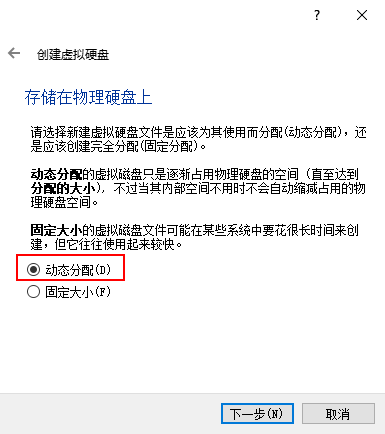 ?
创建虚拟硬盘
存储在物理硬盘上
请选择新建虚拟硬盘文件是应该为其使用而分配(动态分配)，还
是应该创建完全分配(固定分配)。
动态分配的虚拟磁盘只是逐渐占用物理硬盘的空间（直至达到
分配的大小），不过当其内部空间不用时不会自动缩减占用的物
理硬盘空间。
固定大小的虚拟磁盘文件可能在某些系统中要花很长时间来创
建，但它往往使用起来较快。
动态分配(D)
固定大小(F)
下一步(N)
取消